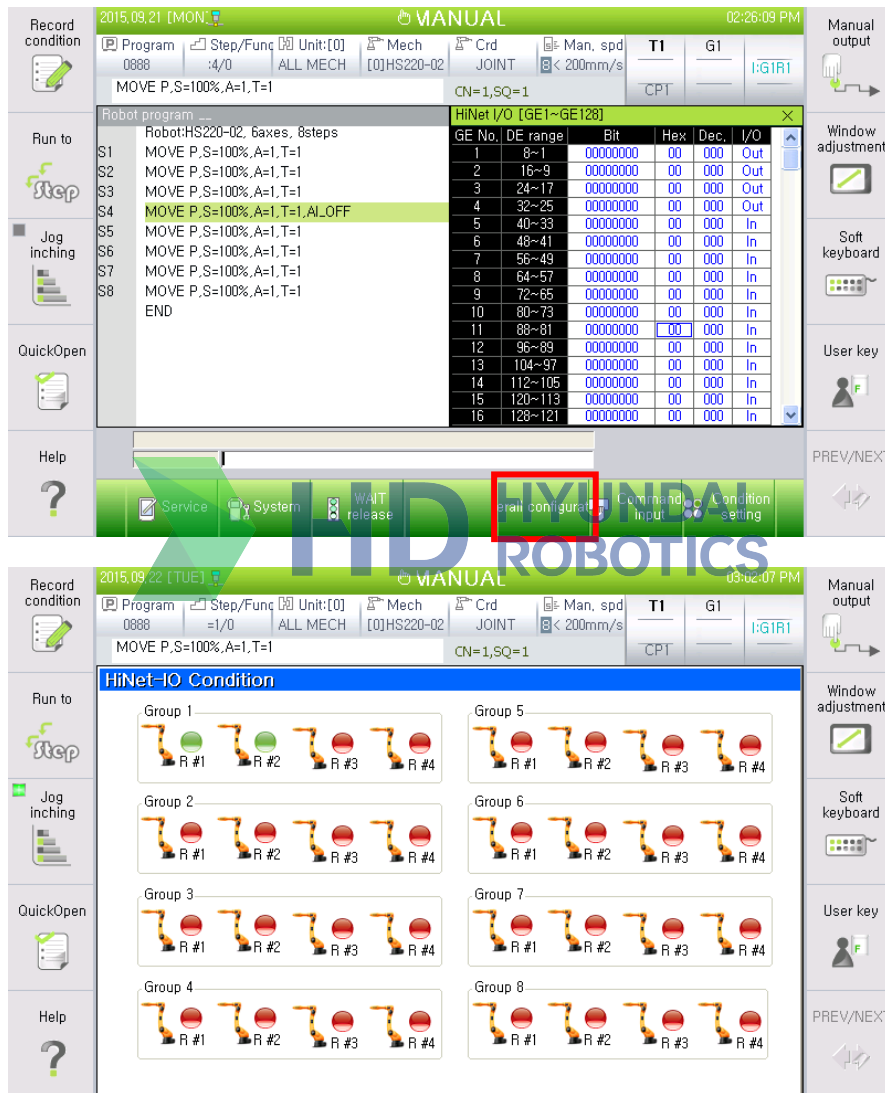 Record condition
Run to
Step
Jog inching
QuickOpen
Help
2015,09,21 [MON]
MANUAL
02:26:09 PM
Program 0888
Step/Func :4/0
Unit:[0] ALL MECH
Mech [0]HS220-02
Crd JOINT
Man, spd 8< 200mm/s
T1
G1
I:G1R1
MOVE P,S=100%,A=1,T=1
CN=1,SQ=1
CP1
Robot program __
Robot:HS220-02, 6axes, 8steps
S1 MOVE P,S=100%,A=1,T=1
S2 MOVE P,S=100%,A=1,T=1
S3 MOVE P,S=100%,A=1,T=1
S4 MOVE P,S=100%,A=1,T=1,AI_OFF
S5 MOVE P,S=100%,A=1,T=1
S6 MOVE P,S=100%,A=1,T=1
S7 MOVE P,S=100%,A=1,T=1
S8 MOVE P,S=100%,A=1,T=1
END
HiNet I/O [GE1~GE128]
GE No, DE range Bit Hex Dec, I/O
1 8~1 00000000 00 000 Out
2 16~9 00000000 00 000 Out
3 24~17 00000000 00 000 Out
4 32~25 00000000 00 000 Out
5 40~33 00000000 00 000 In
6 48~41 00000000 00 000 In
7 56~49 00000000 00 000 In
8 64~57 00000000 00 000 In
9 72~65 00000000 00 000 In
10 80~73 00000000 00 000 In
11 88~81 00000000 00 000 In
12 96~89 00000000 00 000 In
13 104~97 00000000 00 000 In
14 112~105 00000000 00 000 In
15 120~113 00000000 00 000 In
16 128~121 00000000 00 000 In
Manual output
Window adjustment
Soft keyboard
User key
PREV/NEX
Service
System
WAIT release
erall configurat
Command input
Condition setting
HD HYUNDAI
ROBOTICS
Record condition
Run to
Step
Jog inching
QuickOpen
Help
2015,09,22 [TUE]
MANUAL
03:02:07 PM
Program 0888
Step/Func =1/0
Unit:[0] ALL MECH
Mech [0]HS220-02
Crd JOINT
Man, spd 8< 200mm/s
T1
G1
I:G1R1
MOVE P,S=100%,A=1,T=1
CN=1,SQ=1
CP1
HiNet-IO Condition
Group 1
R #1 R #2 R #3 R #4
Group 5
R #1 R #2 R #3 R #4
Group 2
R #1 R #2 R #3 R #4
Group 6
R #1 R #2 R #3 R #4
Group 3
R #1 R #2 R #3 R #4
Group 7
R #1 R #2 R #3 R #4
Group 4
R #1 R #2 R #3 R #4
Group 8
R #1 R #2 R #3 R #4
Manual output
Window adjustment
Soft keyboard
User key
PREV/NEX